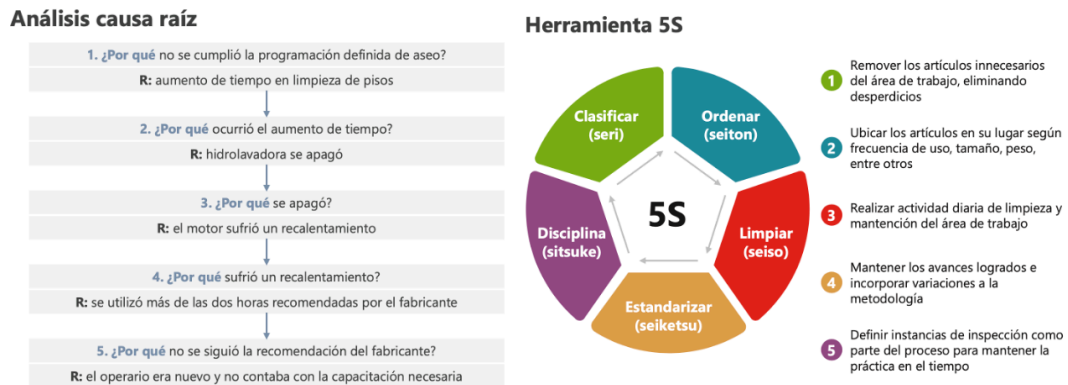 Análisis causa raíz
1. ¿Por qué no se cumplió la programación definida de aseo?
R: aumento de tiempo en limpieza de pisos
2. ¿Por qué ocurrió el aumento de tiempo?
R: hidrolavadora se apagó
3. ¿Por qué se apagó?
R: el motor sufrió un recalentamiento
4. ¿Por qué sufrió un recalentamiento?
R: se utilizó más de las dos horas recomendadas por el fabricante
5. ¿Por qué no se siguió la recomendación del fabricante?
R: el operario era nuevo y no contaba con la capacitación necesaria
Herramienta 5S
Clasificar
(seri)
Ordenar
(seiton)
Disciplina
(sitsuke)
5S
Limpiar
(seiso)
Estandarizar
(seiketsu)
1
Remover los artículos innecesarios
del área de trabajo, eliminando
desperdicios
2
Ubicar los artículos en su lugar según
frecuencia de uso, tamaño, peso,
entre otros
3
Realizar actividad diaria de limpieza y
mantención del área de trabajo
4
Mantener los avances logrados e
incorporar variaciones a la
metodología
5
Definir instancias de inspección como
parte del proceso para mantener la
práctica en el tiempo